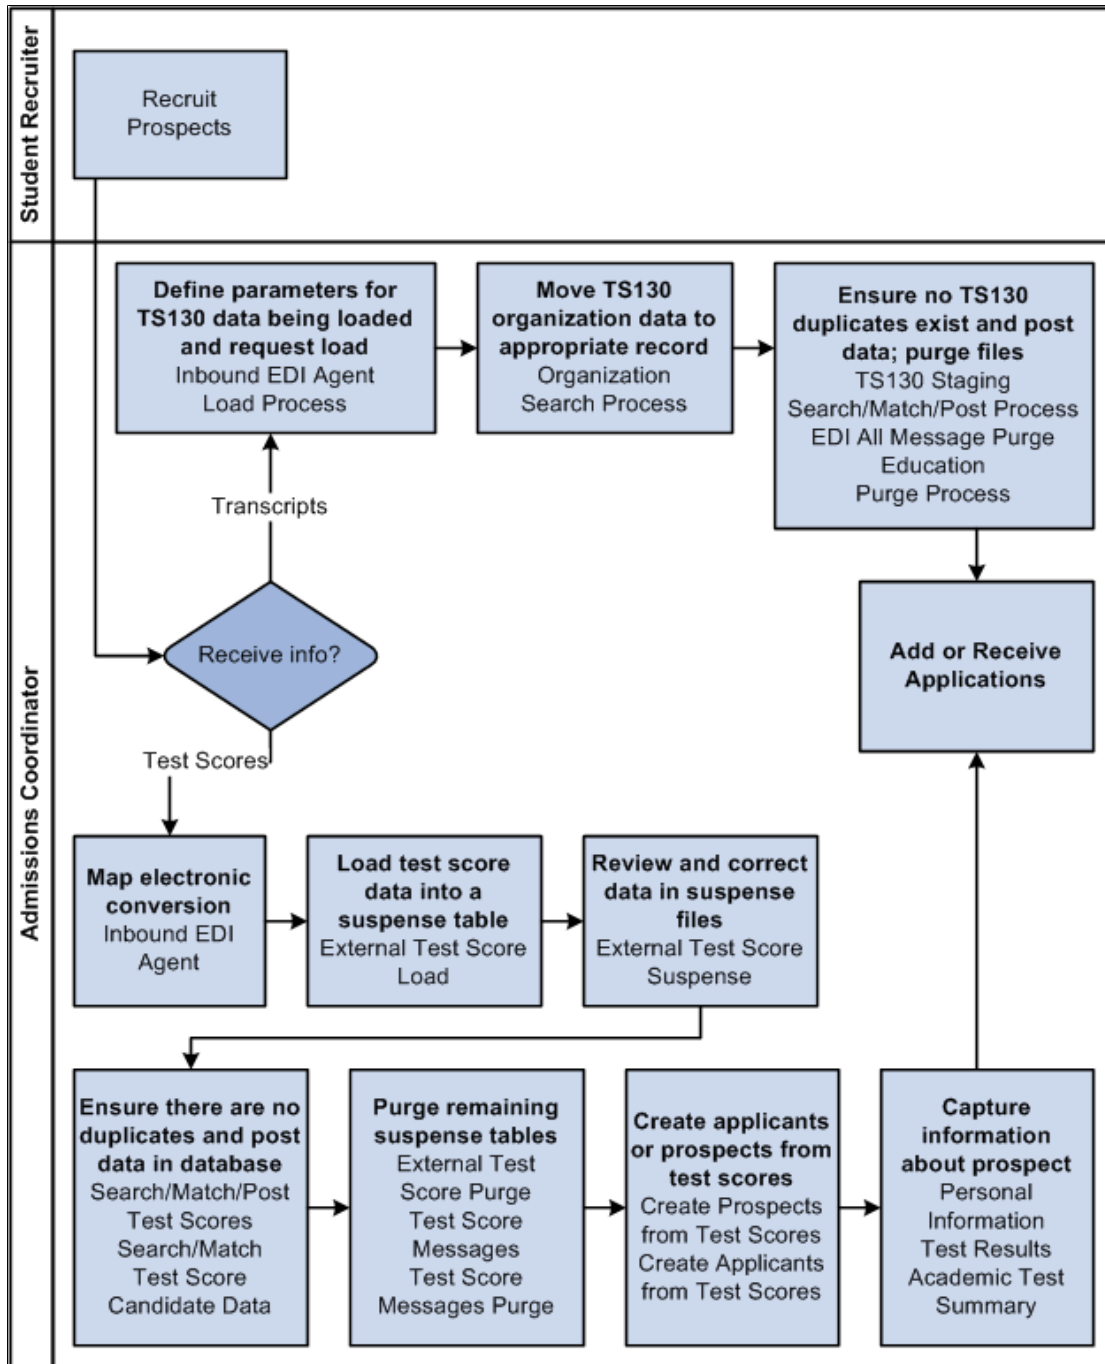 Student Recruiter
Recruit
Prospects
Admissions Coordinator
Define parameters for
TS130 data being loaded
and request load
Inbound EDI Agent
Load Process
Move TS130
organization data to
appropriate record
Organization
Search Process
Ensure no TS130
duplicates exist and post
data; purge files
TS130 Staging
Search/Match/Post Process
EDI All Message Purge
Education
Purge Process
Transcripts
Receive info?
Add or Receive
Applications
Test Scores
Map electronic
conversion
Inbound EDI
Agent
Load test score
data into a
suspense table
External Test Score
Load
Review and correct
data in suspense
files
External Test Score
Suspense
Ensure there are no
duplicates and post
data in database
Search/Match/Post
Test Scores
Search/Match
Test Score
Candidate Data
Purge remaining
suspense tables
External Test
Score Purge
Test Score
Messages
Test Score
Messages Purge
Create applicants
or prospects from
test scores
Create Prospects
from Test Scores
Create Applicants
from Test Scores
Capture
information
about prospect
Personal
Information
Test Results
Academic Test
Summary